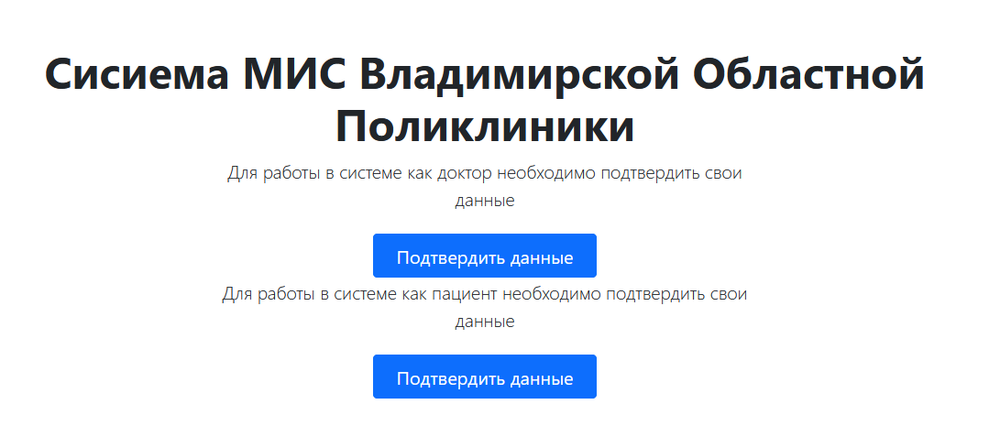 Сисиема МИС Владимирской Областной
Поликлиники
Для работы в системе как доктор необходимо подтвердить свои
данные
Подтвердить данные
Для работы в системе как пациент необходимо подтвердить свои
данные
Подтвердить данные